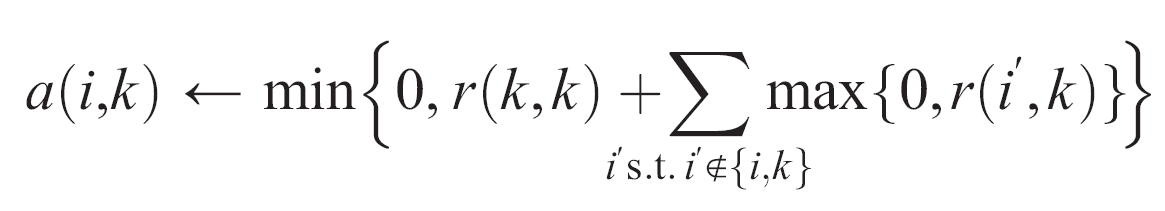 a(i,k) ← min{0, r(k,k) + ∑ max{0,r(i′,k)}}
i′s.t. i′∉{i,k}